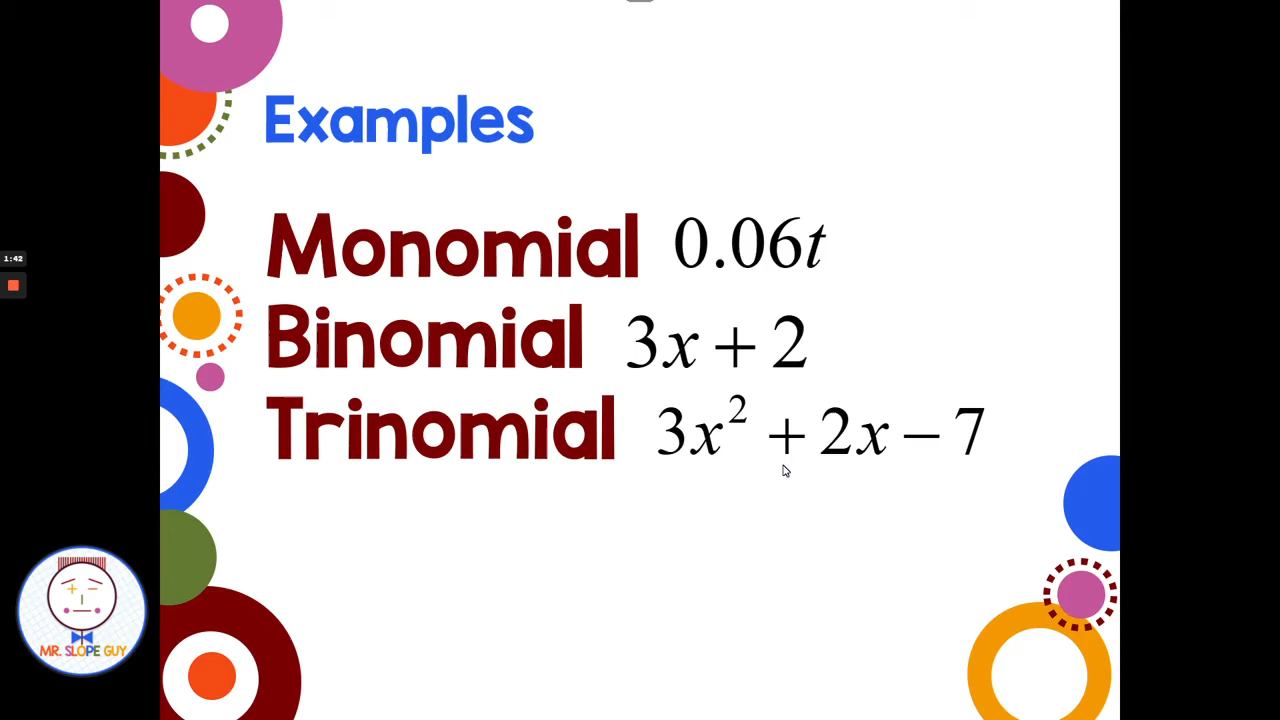 Examples
Monomial 0.06t
Binomial 3x + 2
Trinomial 3x² + 2x − 7
1:42
MR. SLOPE GUY